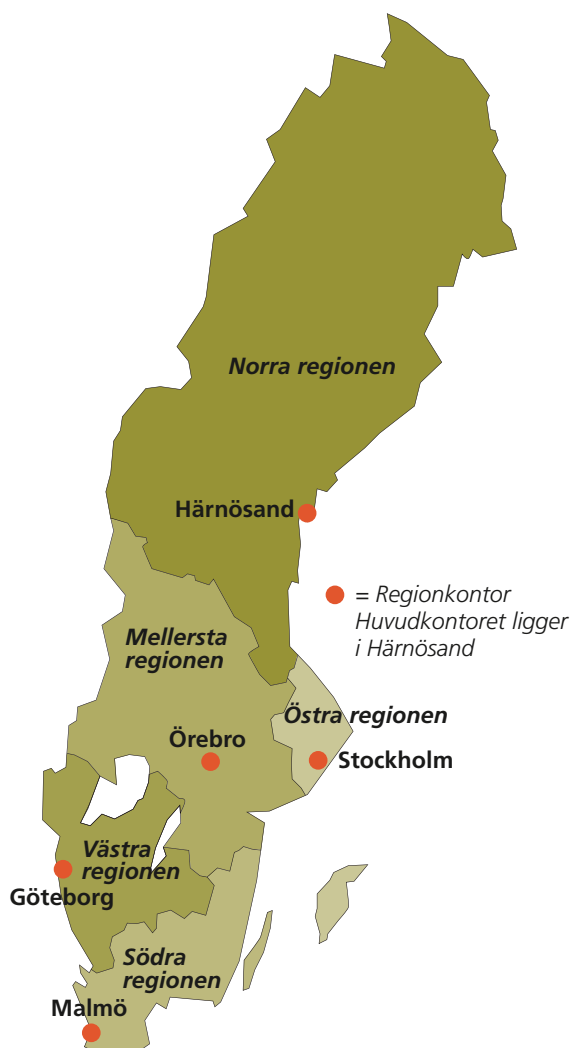 Norra regionen
Härnösand
= Regionkontor
Huvudkontoret ligger
i Härnösand
Mellersta
regionen
Östra regionen
Örebro
Stockholm
Västra
regionen
Göteborg
Södra
regionen
Malmö